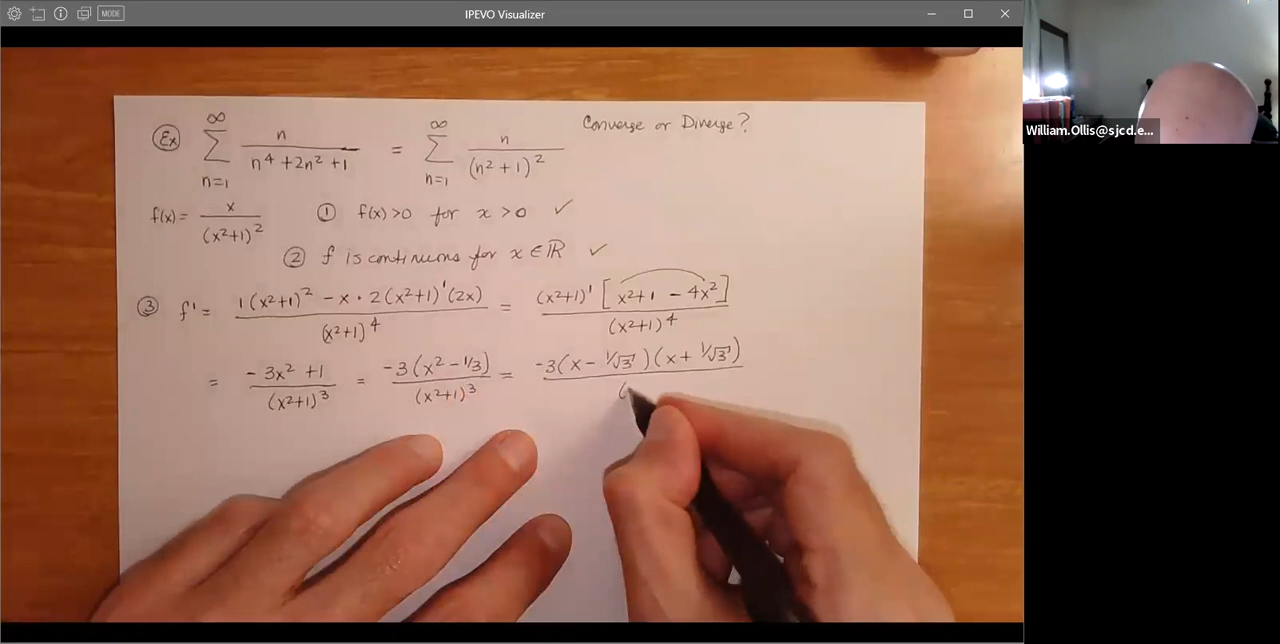 MODE
IPEVO Visualizer
William.Ollis@sjcd.e...
Ex ∞∑n=1 n/(n⁴+2n²+1) = ∞∑n=1 n/(n²+1)² Converge or Diverge?
f(x) = x/(x²+1)² ① f(x)>0 for x>0 ✓
② f is continuous for x∈ℝ ✓
③ f' = (1(x²+1)² − x · 2(x²+1)'(2x))/(x²+1)⁴ = ((x²+1)' [x²+1 − 4x²])/(x²+1)⁴
= (−3x²+1)/(x²+1)³ = (−3(x²−1/3))/(x²+1)³ = (−3(x−1/√3)(x+1/√3))/(